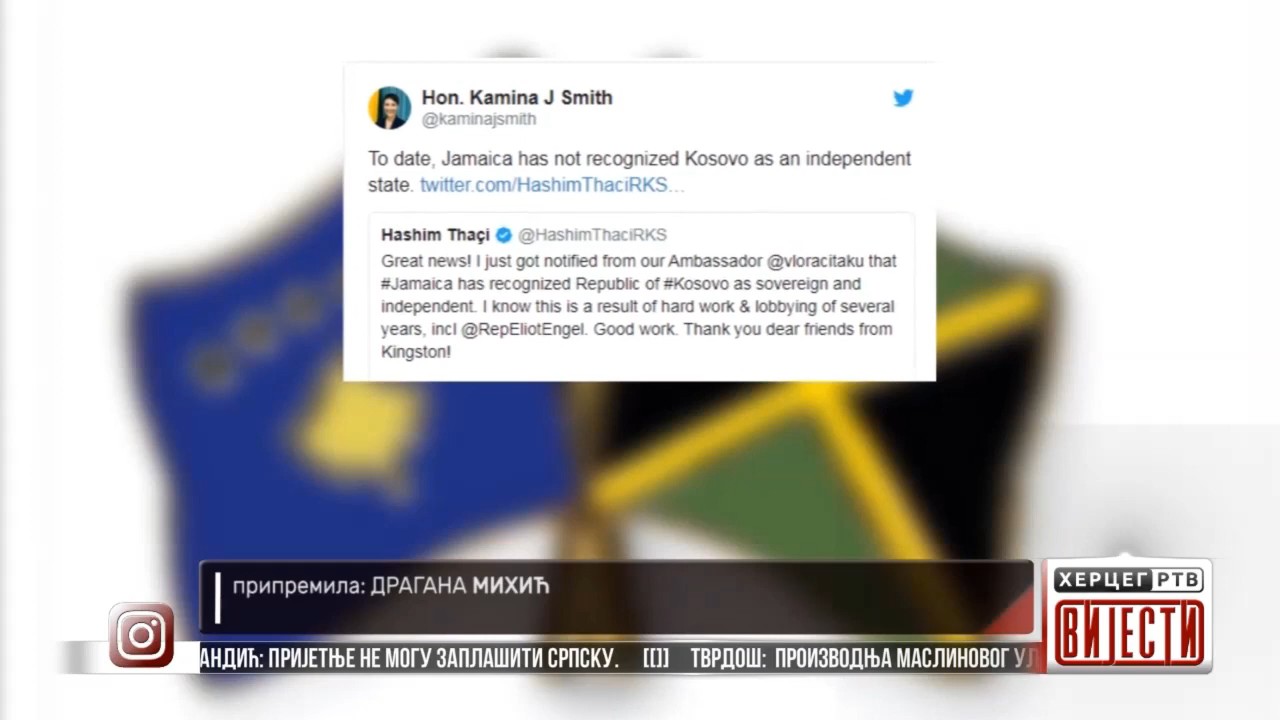 Hon. Kamina J Smith
@kaminajsmith
To date, Jamaica has not recognized Kosovo as an independent
state. twitter.com/HashimThaciRKS...
Hashim Thaçi @HashimThaciRKS
Great news! I just got notified from our Ambassador @vloracitaku that
#Jamaica has recognized Republic of #Kosovo as sovereign and
independent. I know this is a result of hard work & lobbying of several
years, incl @RepEliotEngel. Good work. Thank you dear friends from
Kingston!
припремила: ДРАГАНА МИХИЋ
ХЕРЦЕГ РТВ
ВИЈЕСТИ
АНДИЋ: ПРИЈЕТЊЕ НЕ МОГУ ЗАПЛАШИТИ СРПСКУ. [[]] ТВРДОШ: ПРОИЗВОДЊА МАСЛИНОВОГ УЛ